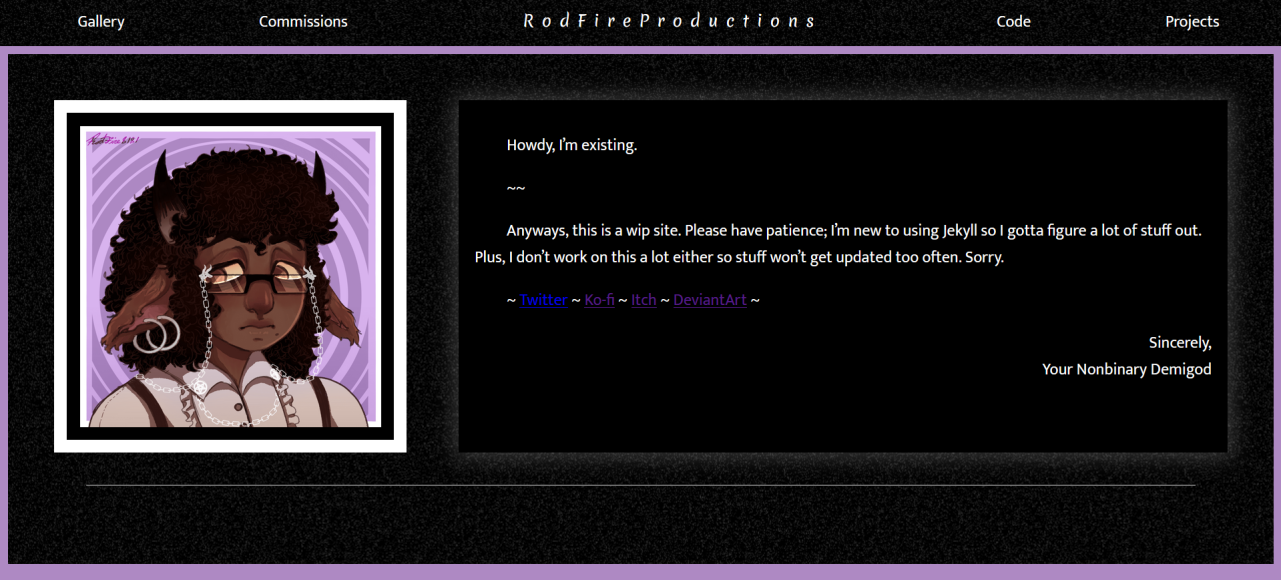 Gallery
Commissions
RodFireProductions
Code
Projects
Howdy, I’m existing.
~~
Anyways, this is a wip site. Please have patience; I’m new to using Jekyll so I gotta figure a lot of stuff out.
Plus, I don’t work on this a lot either so stuff won’t get updated too often. Sorry.
~ Twitter ~ Ko-fi ~ Itch ~ DeviantArt ~
Sincerely,
Your Nonbinary Demigod